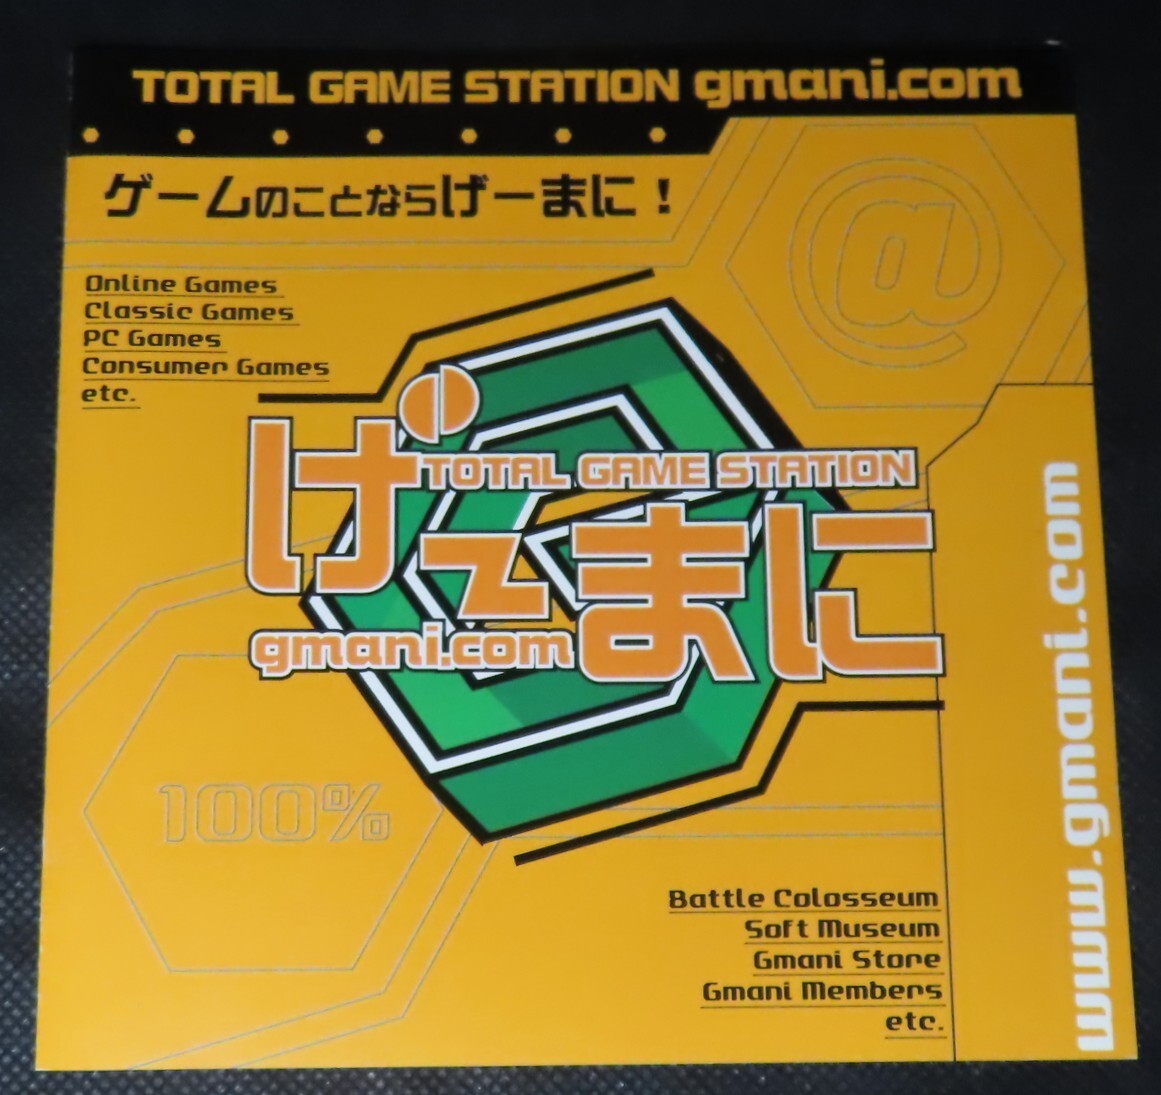 TOTAL GAME STATION gmani.com
ゲームのことならげーまに！
@
Online Games
Classic Games
PC Games
Consumer Games
etc.
TOTAL GAME STATION
げーまに
gmani.com
100%
Battle Colosseum
Soft Museum
Gmani Store
Gmani Members
etc.
www.gmani.com